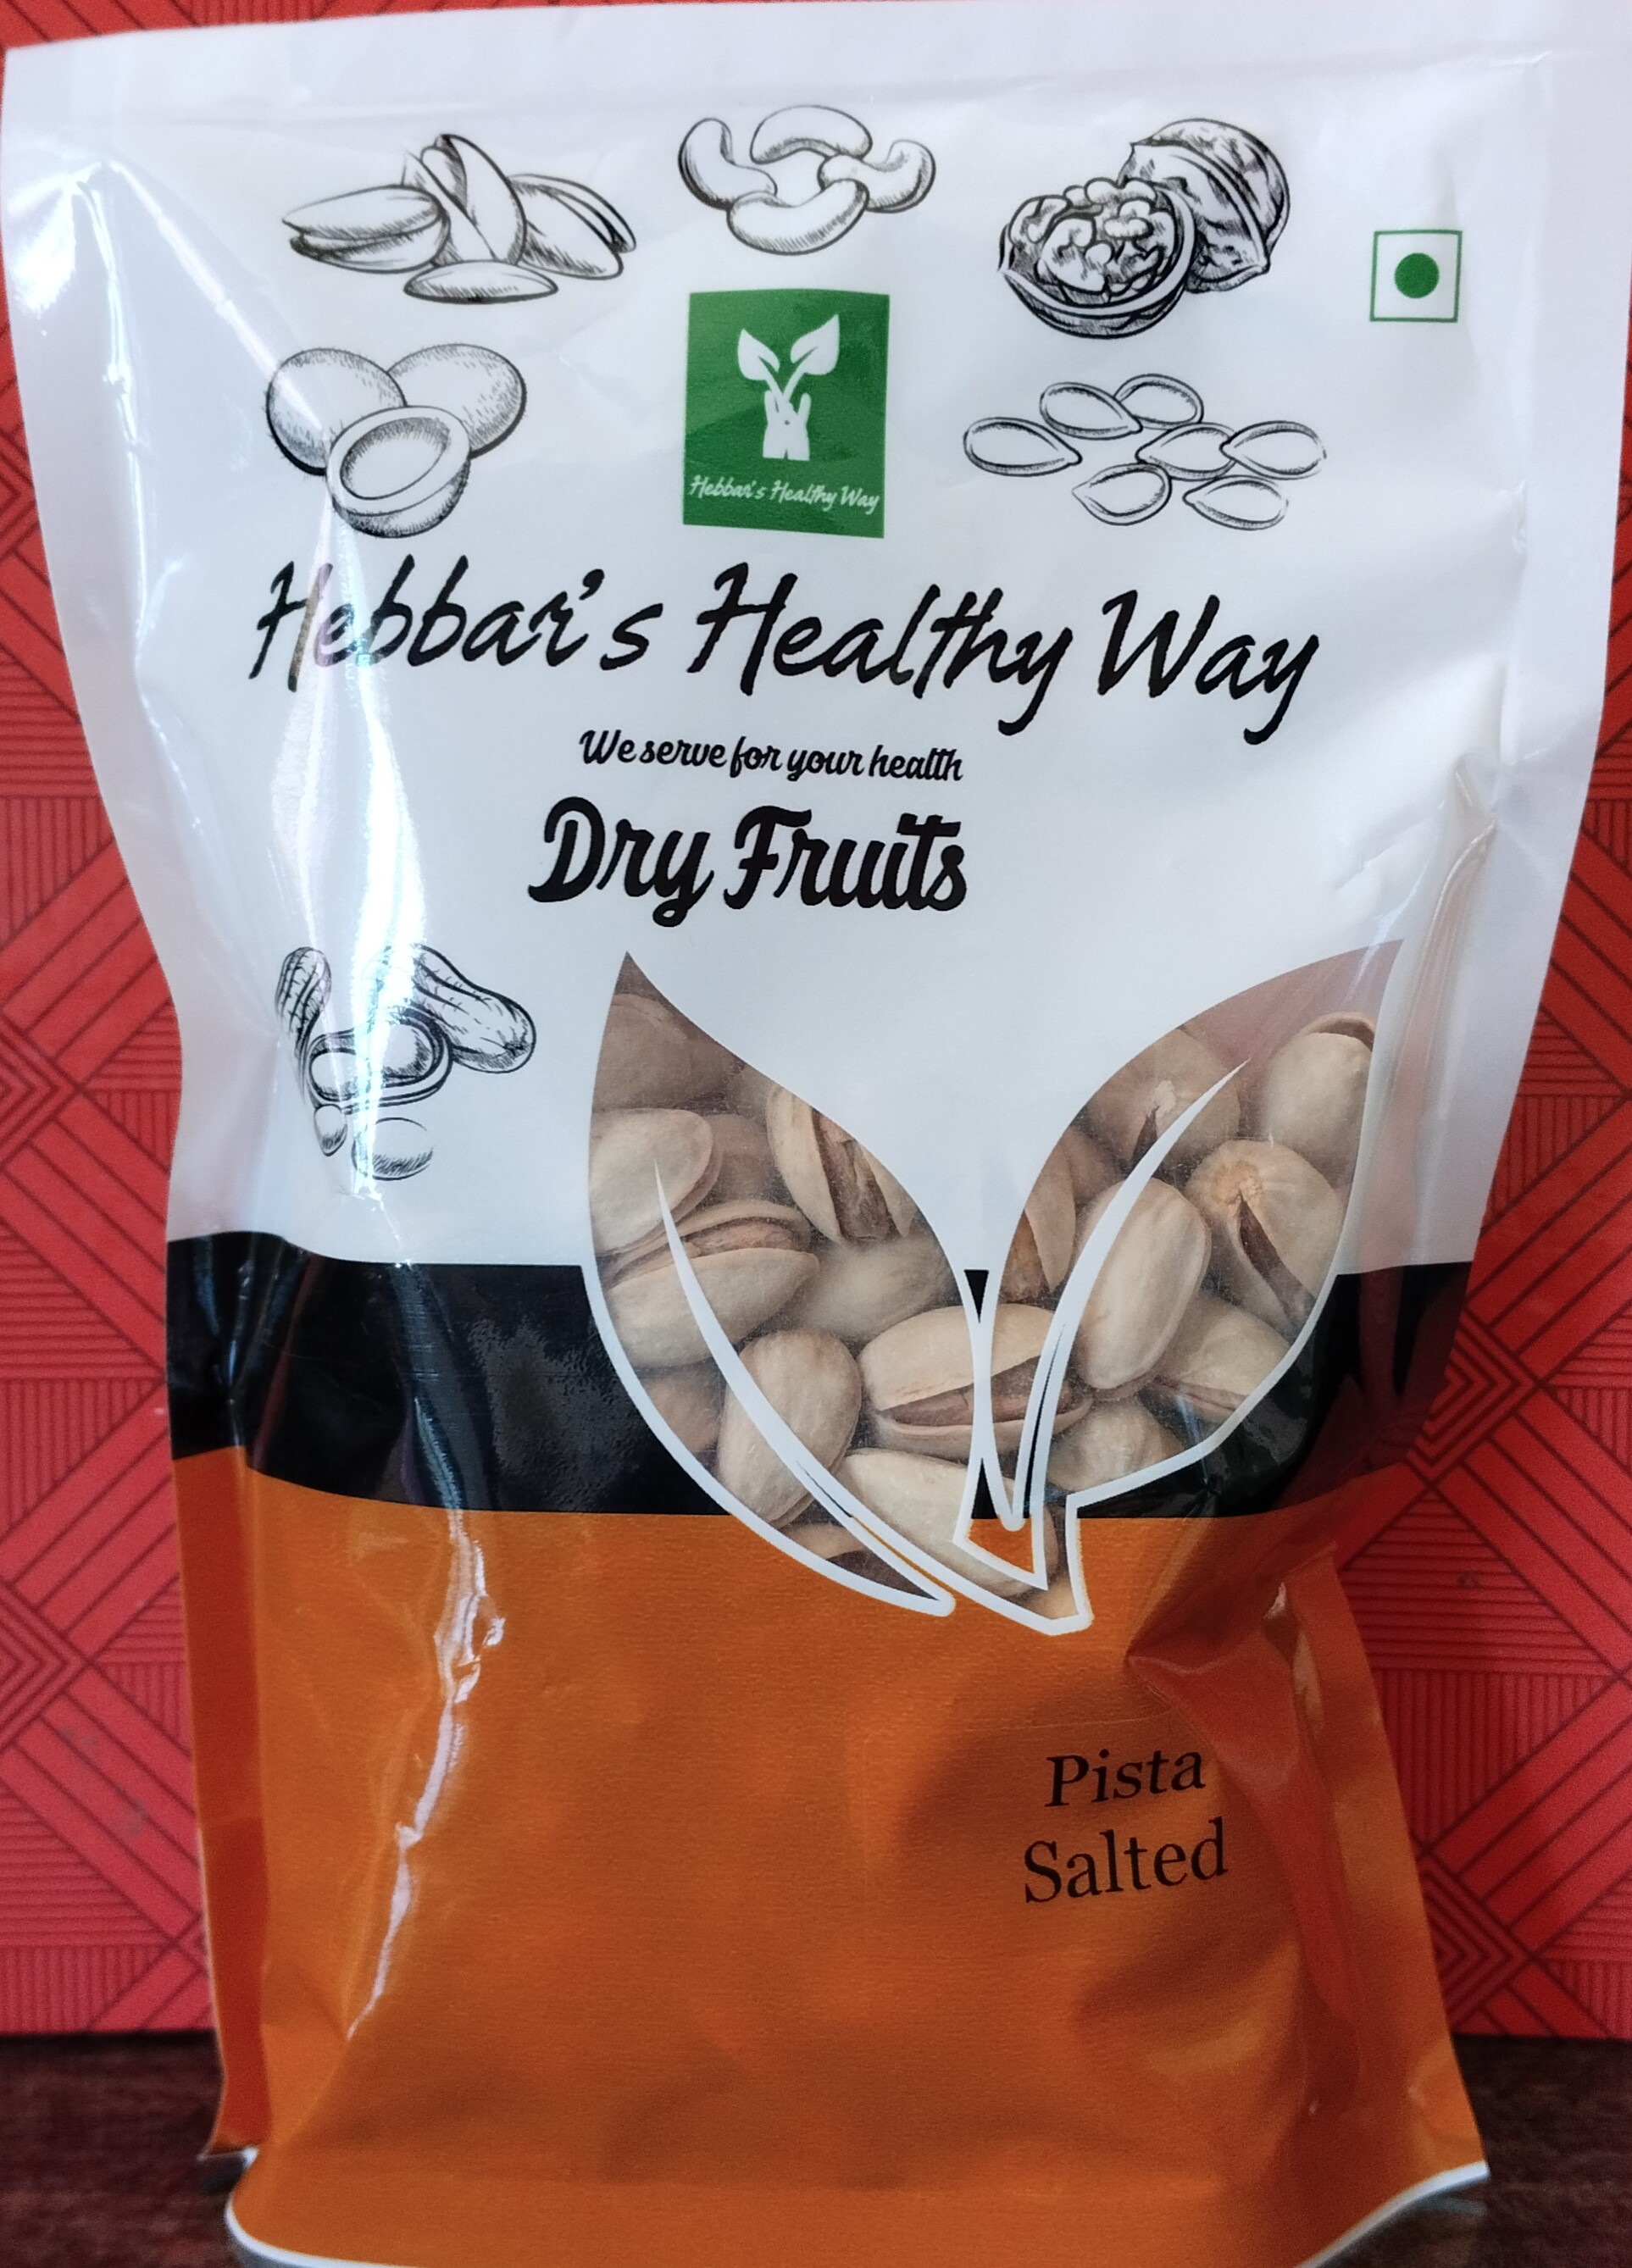 Hebbar's Healthy Way
Hebbar's Healthy Way
We serve for your health
Dry Fruits
Pista
Salted